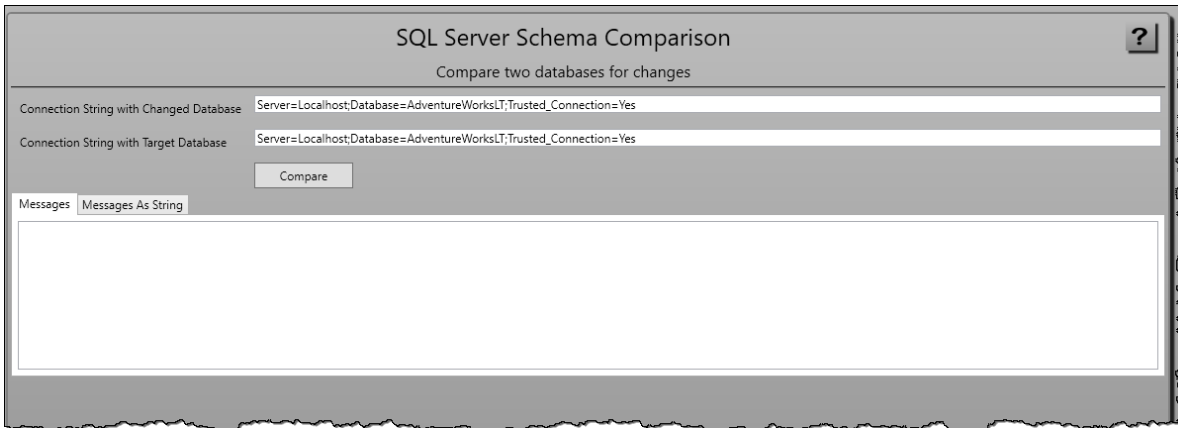 SQL Server Schema Comparison
?
Compare two databases for changes
Connection String with Changed Database Server=Localhost;Database=AdventureWorksLT;Trusted_Connection=Yes
Connection String with Target Database Server=Localhost;Database=AdventureWorksLT;Trusted_Connection=Yes
Compare
Messages Messages As String